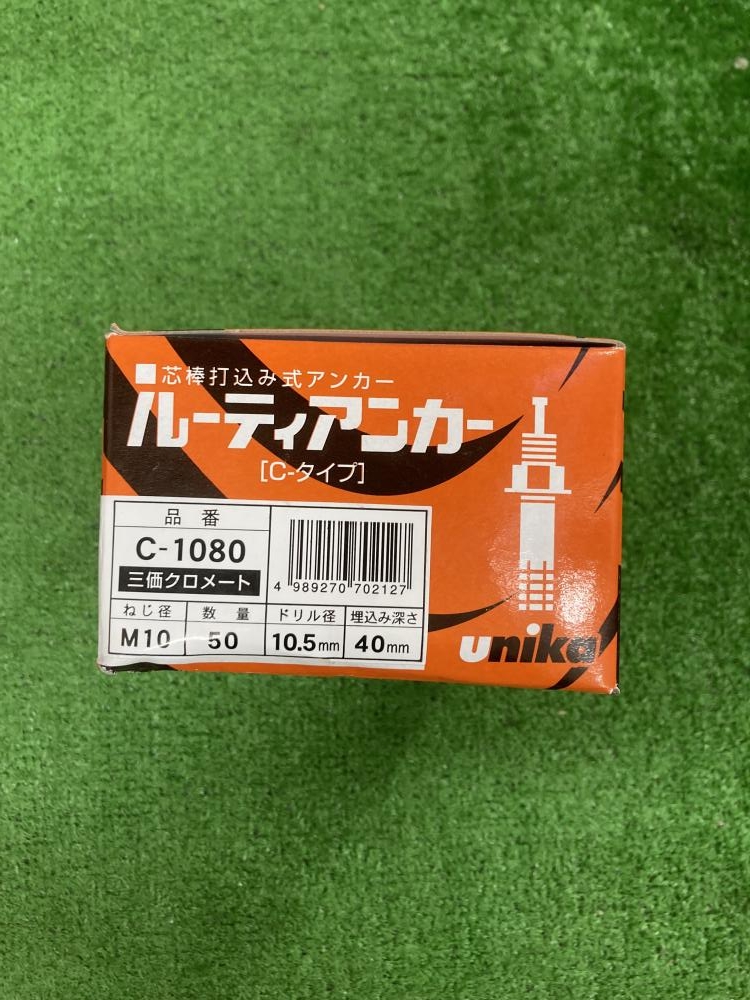 芯棒打込み式アンカー
ルーティアンカー
[C-タイプ]
品番
C-1080
三価クロメート
4 989270 702127
ねじ径 数量 ドリル径 埋込み深さ
M10 50 10.5mm 40mm
unika